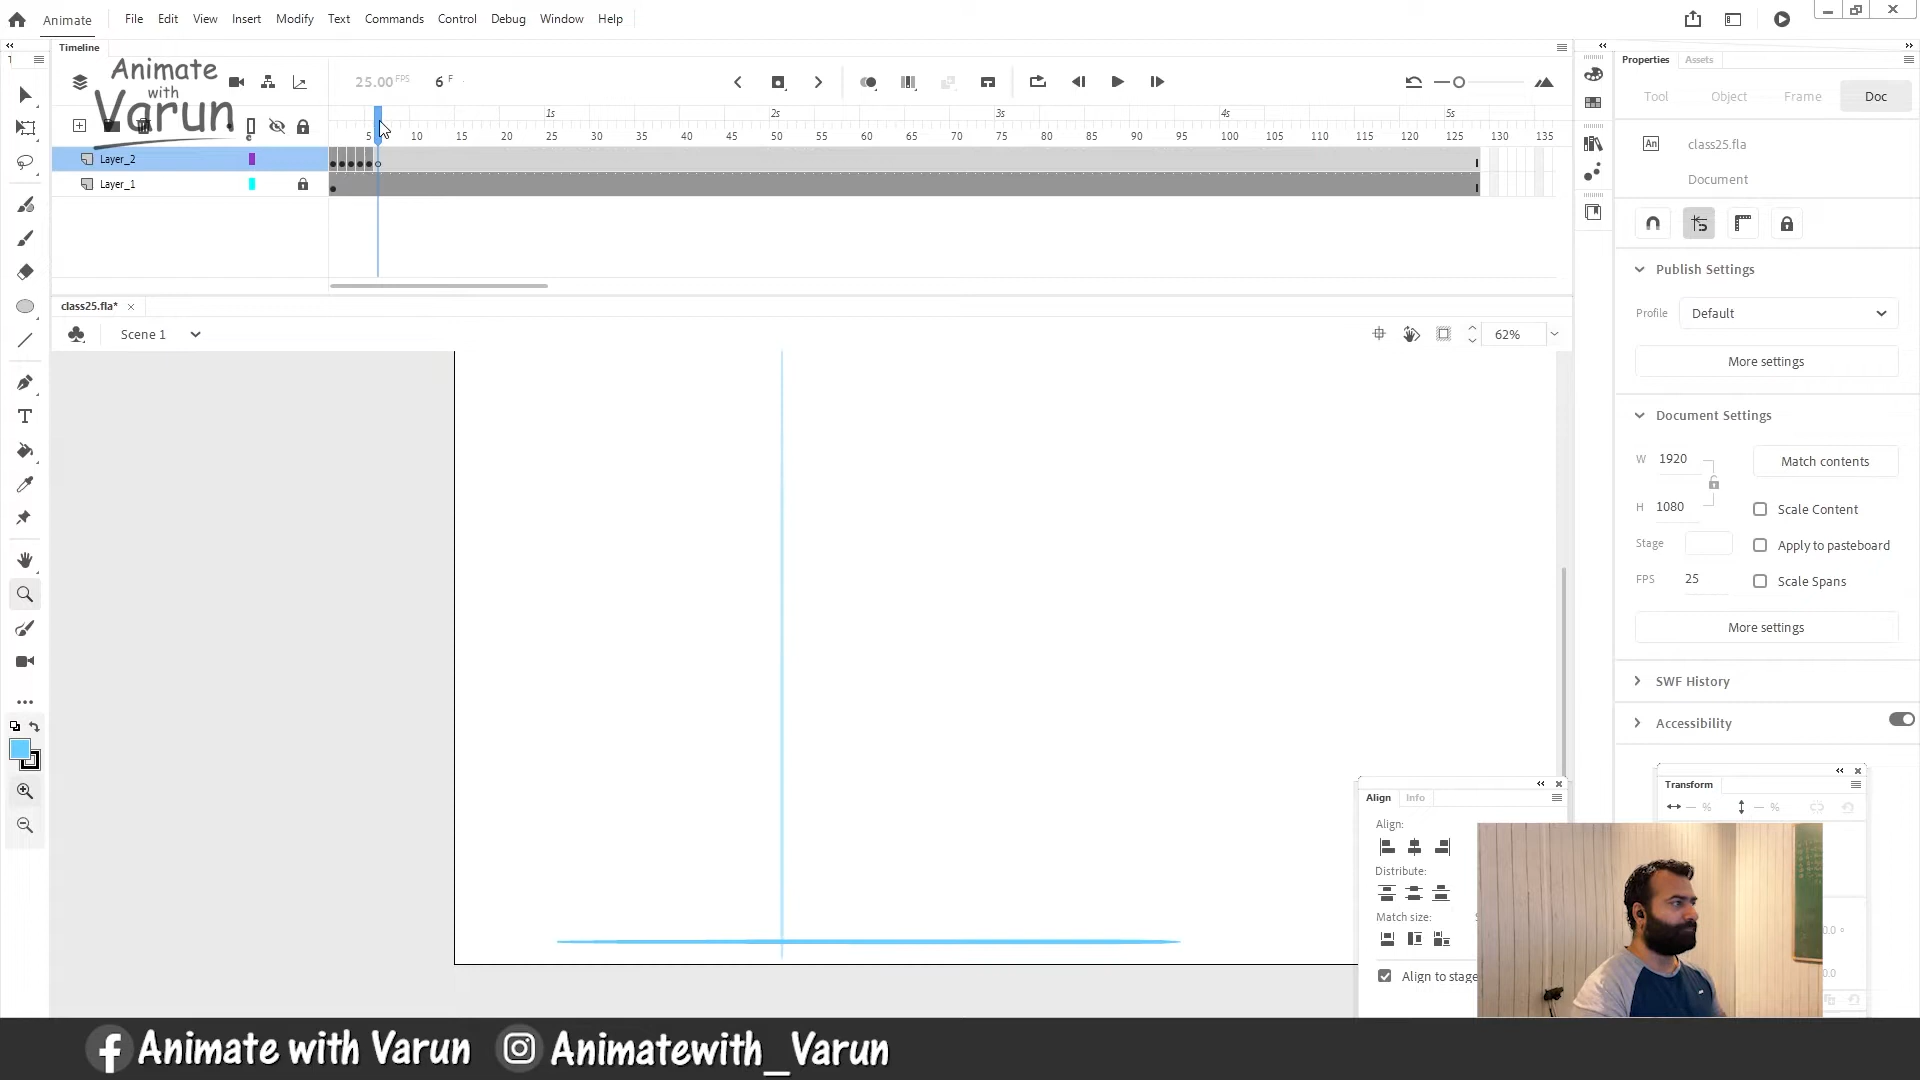 Animate File Edit View Insert Modify Text Commands Control Debug Window Help
Timeline
Animate with Varun
25.00 FPS 6 F
1s 2s 3s 4s 5s
5 10 15 20 25 30 35 40 45 50 55 60 65 70 75 80 85 90 95 100 105 110 115 120 125 130 135
Layer_2
Layer_1
class25.fla*
Scene 1
62%
Properties Assets
Tool Object Frame Doc
An class25.fla
Document
Publish Settings
Profile Default
More settings
Document Settings
W 1920 Match contents
H 1080 Scale Content
Stage Apply to pasteboard
FPS 25 Scale Spans
More settings
SWF History
Accessibility
Transform
% %
Align Info
Align:
Distribute:
Match size:
Align to stage
Animate with Varun Animatewith_Varun